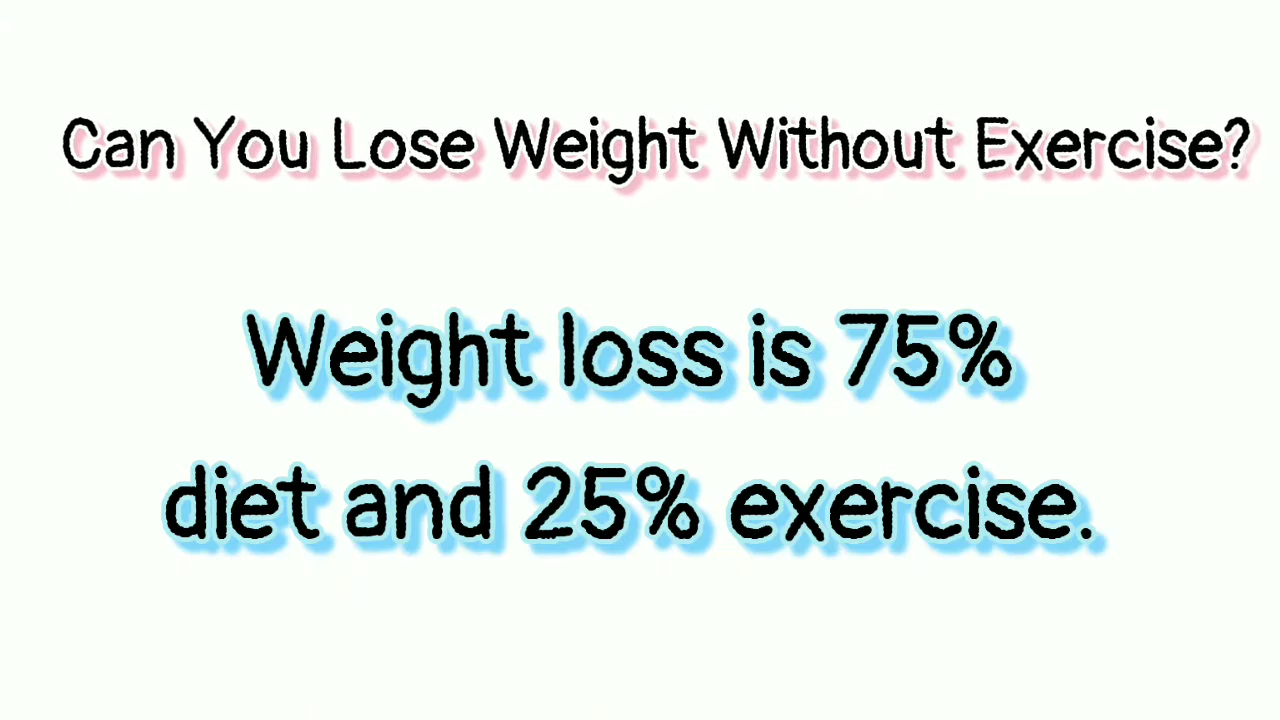 Can You Lose Weight Without Exercise?
Weight loss is 75%
diet and 25% exercise.